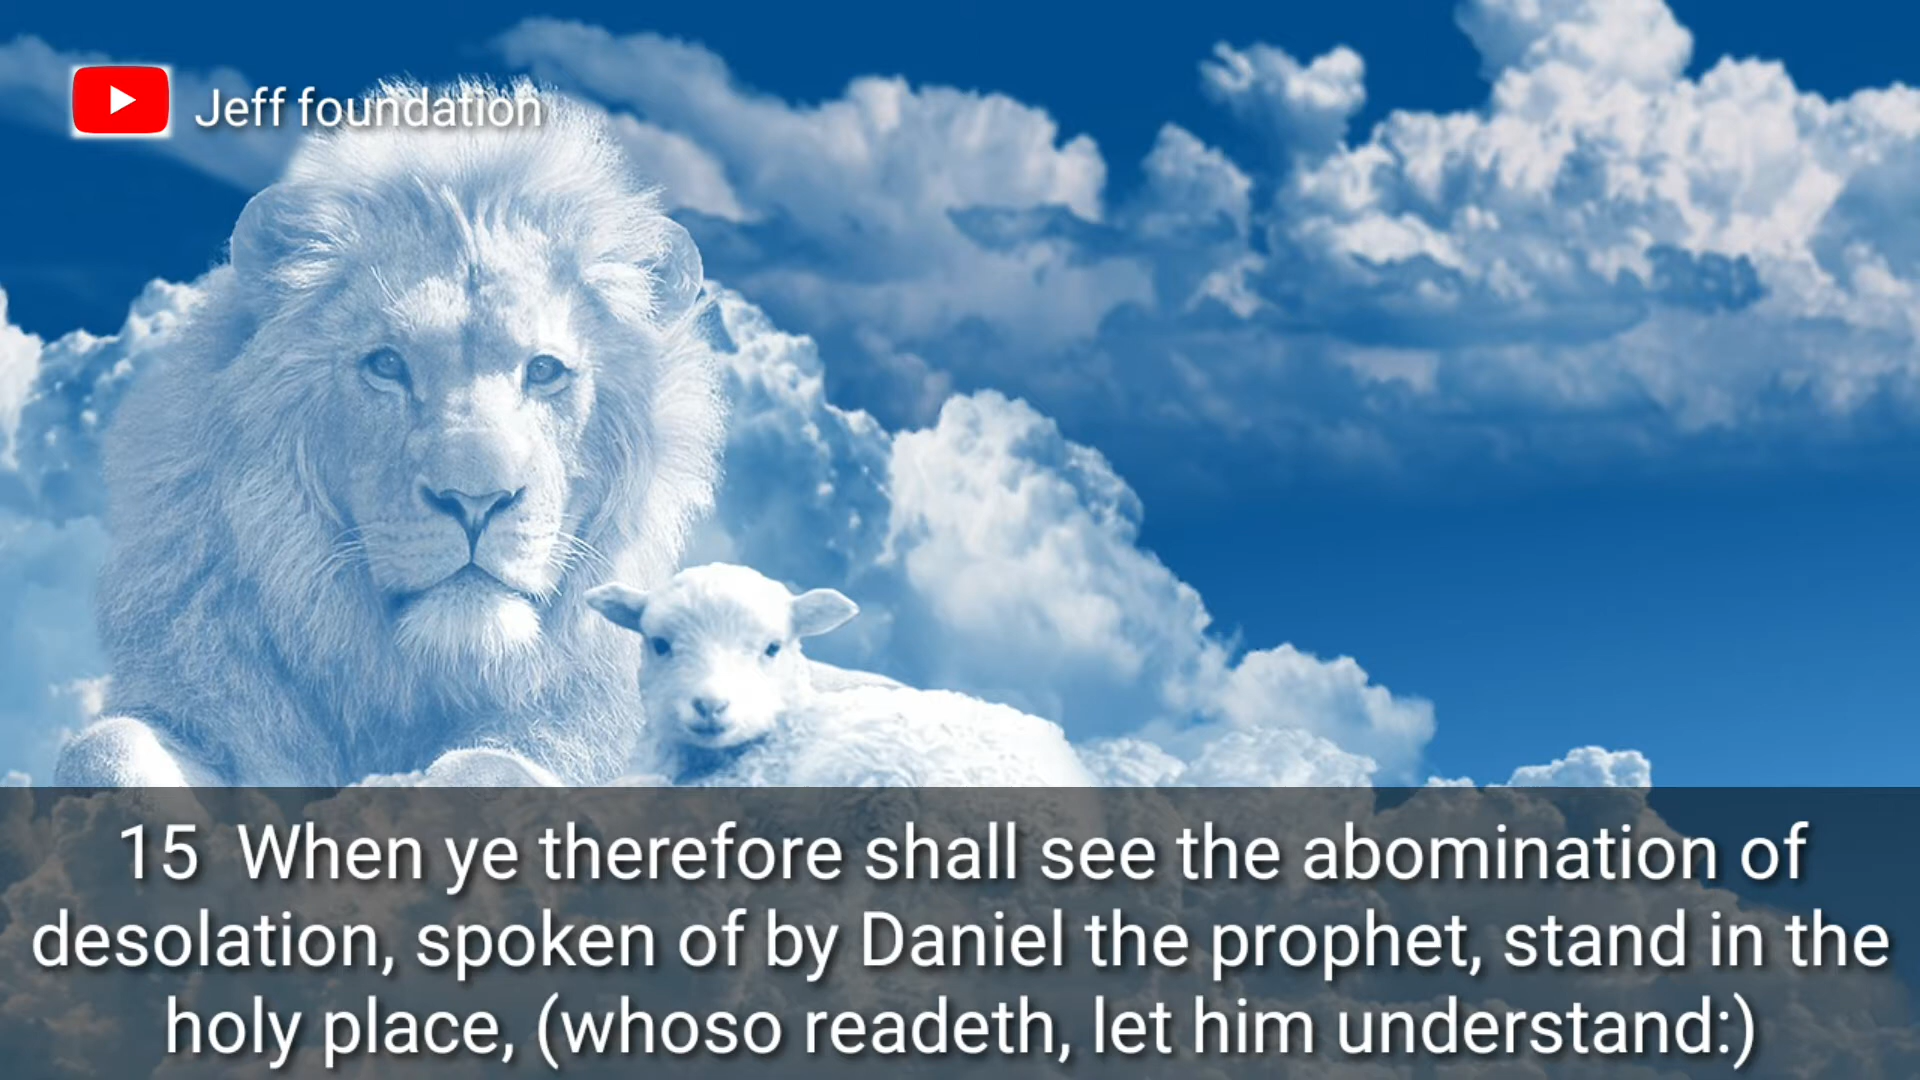 Jeff foundation
15 When ye therefore shall see the abomination of
desolation, spoken of by Daniel the prophet, stand in the
holy place, (whoso readeth, let him understand:)